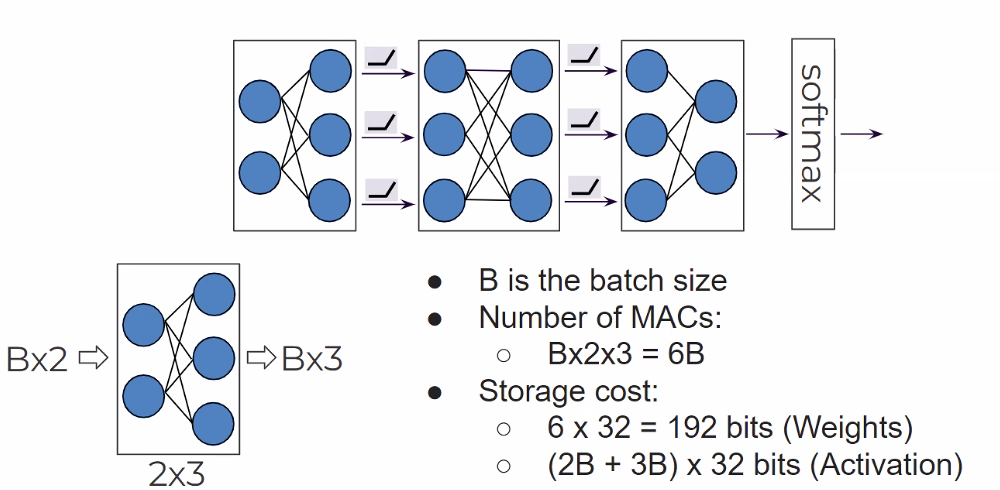 softmax
Bx2
Bx3
2x3
● B is the batch size
● Number of MACs:
○ Bx2x3 = 6B
● Storage cost:
○ 6 x 32 = 192 bits (Weights)
○ (2B + 3B) x 32 bits (Activation)